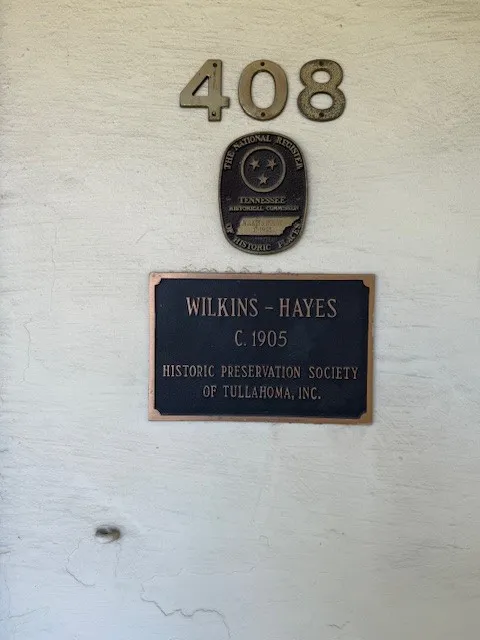 408
THE NATIONAL REGISTER
TENNESSEE
HISTORICAL COMMISSION
OF HISTORIC PLACES
WILKINS - HAYES
C. 1905
HISTORIC PRESERVATION SOCIETY
OF TULLAHOMA, INC.